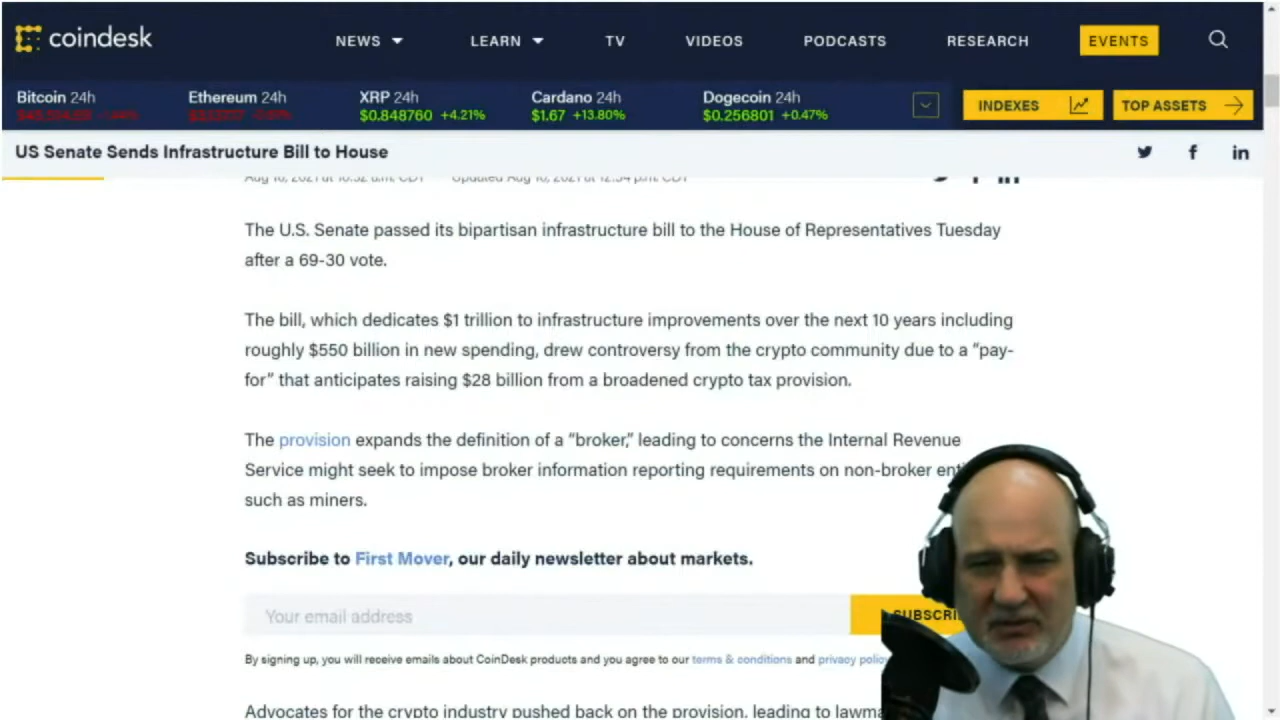 coindesk
NEWS LEARN TV VIDEOS PODCASTS RESEARCH EVENTS
Bitcoin 24h Ethereum 24h XRP 24h Cardano 24h Dogecoin 24h
$0.848760 +4.21% $1.67 +13.80% $0.256801 +0.47%
INDEXES TOP ASSETS
US Senate Sends Infrastructure Bill to House
The U.S. Senate passed its bipartisan infrastructure bill to the House of Representatives Tuesday
after a 69-30 vote.
The bill, which dedicates $1 trillion to infrastructure improvements over the next 10 years including
roughly $550 billion in new spending, drew controversy from the crypto community due to a “pay-
for” that anticipates raising $28 billion from a broadened crypto tax provision.
The provision expands the definition of a “broker,” leading to concerns the Internal Revenue
Service might seek to impose broker information reporting requirements on non-broker
such as miners.
Subscribe to First Mover, our daily newsletter about markets.
Your email address
By signing up, you will receive emails about CoinDesk products and you agree to our terms & conditions and privacy policy
Advocates for the crypto industry pushed back on the provision, leading to